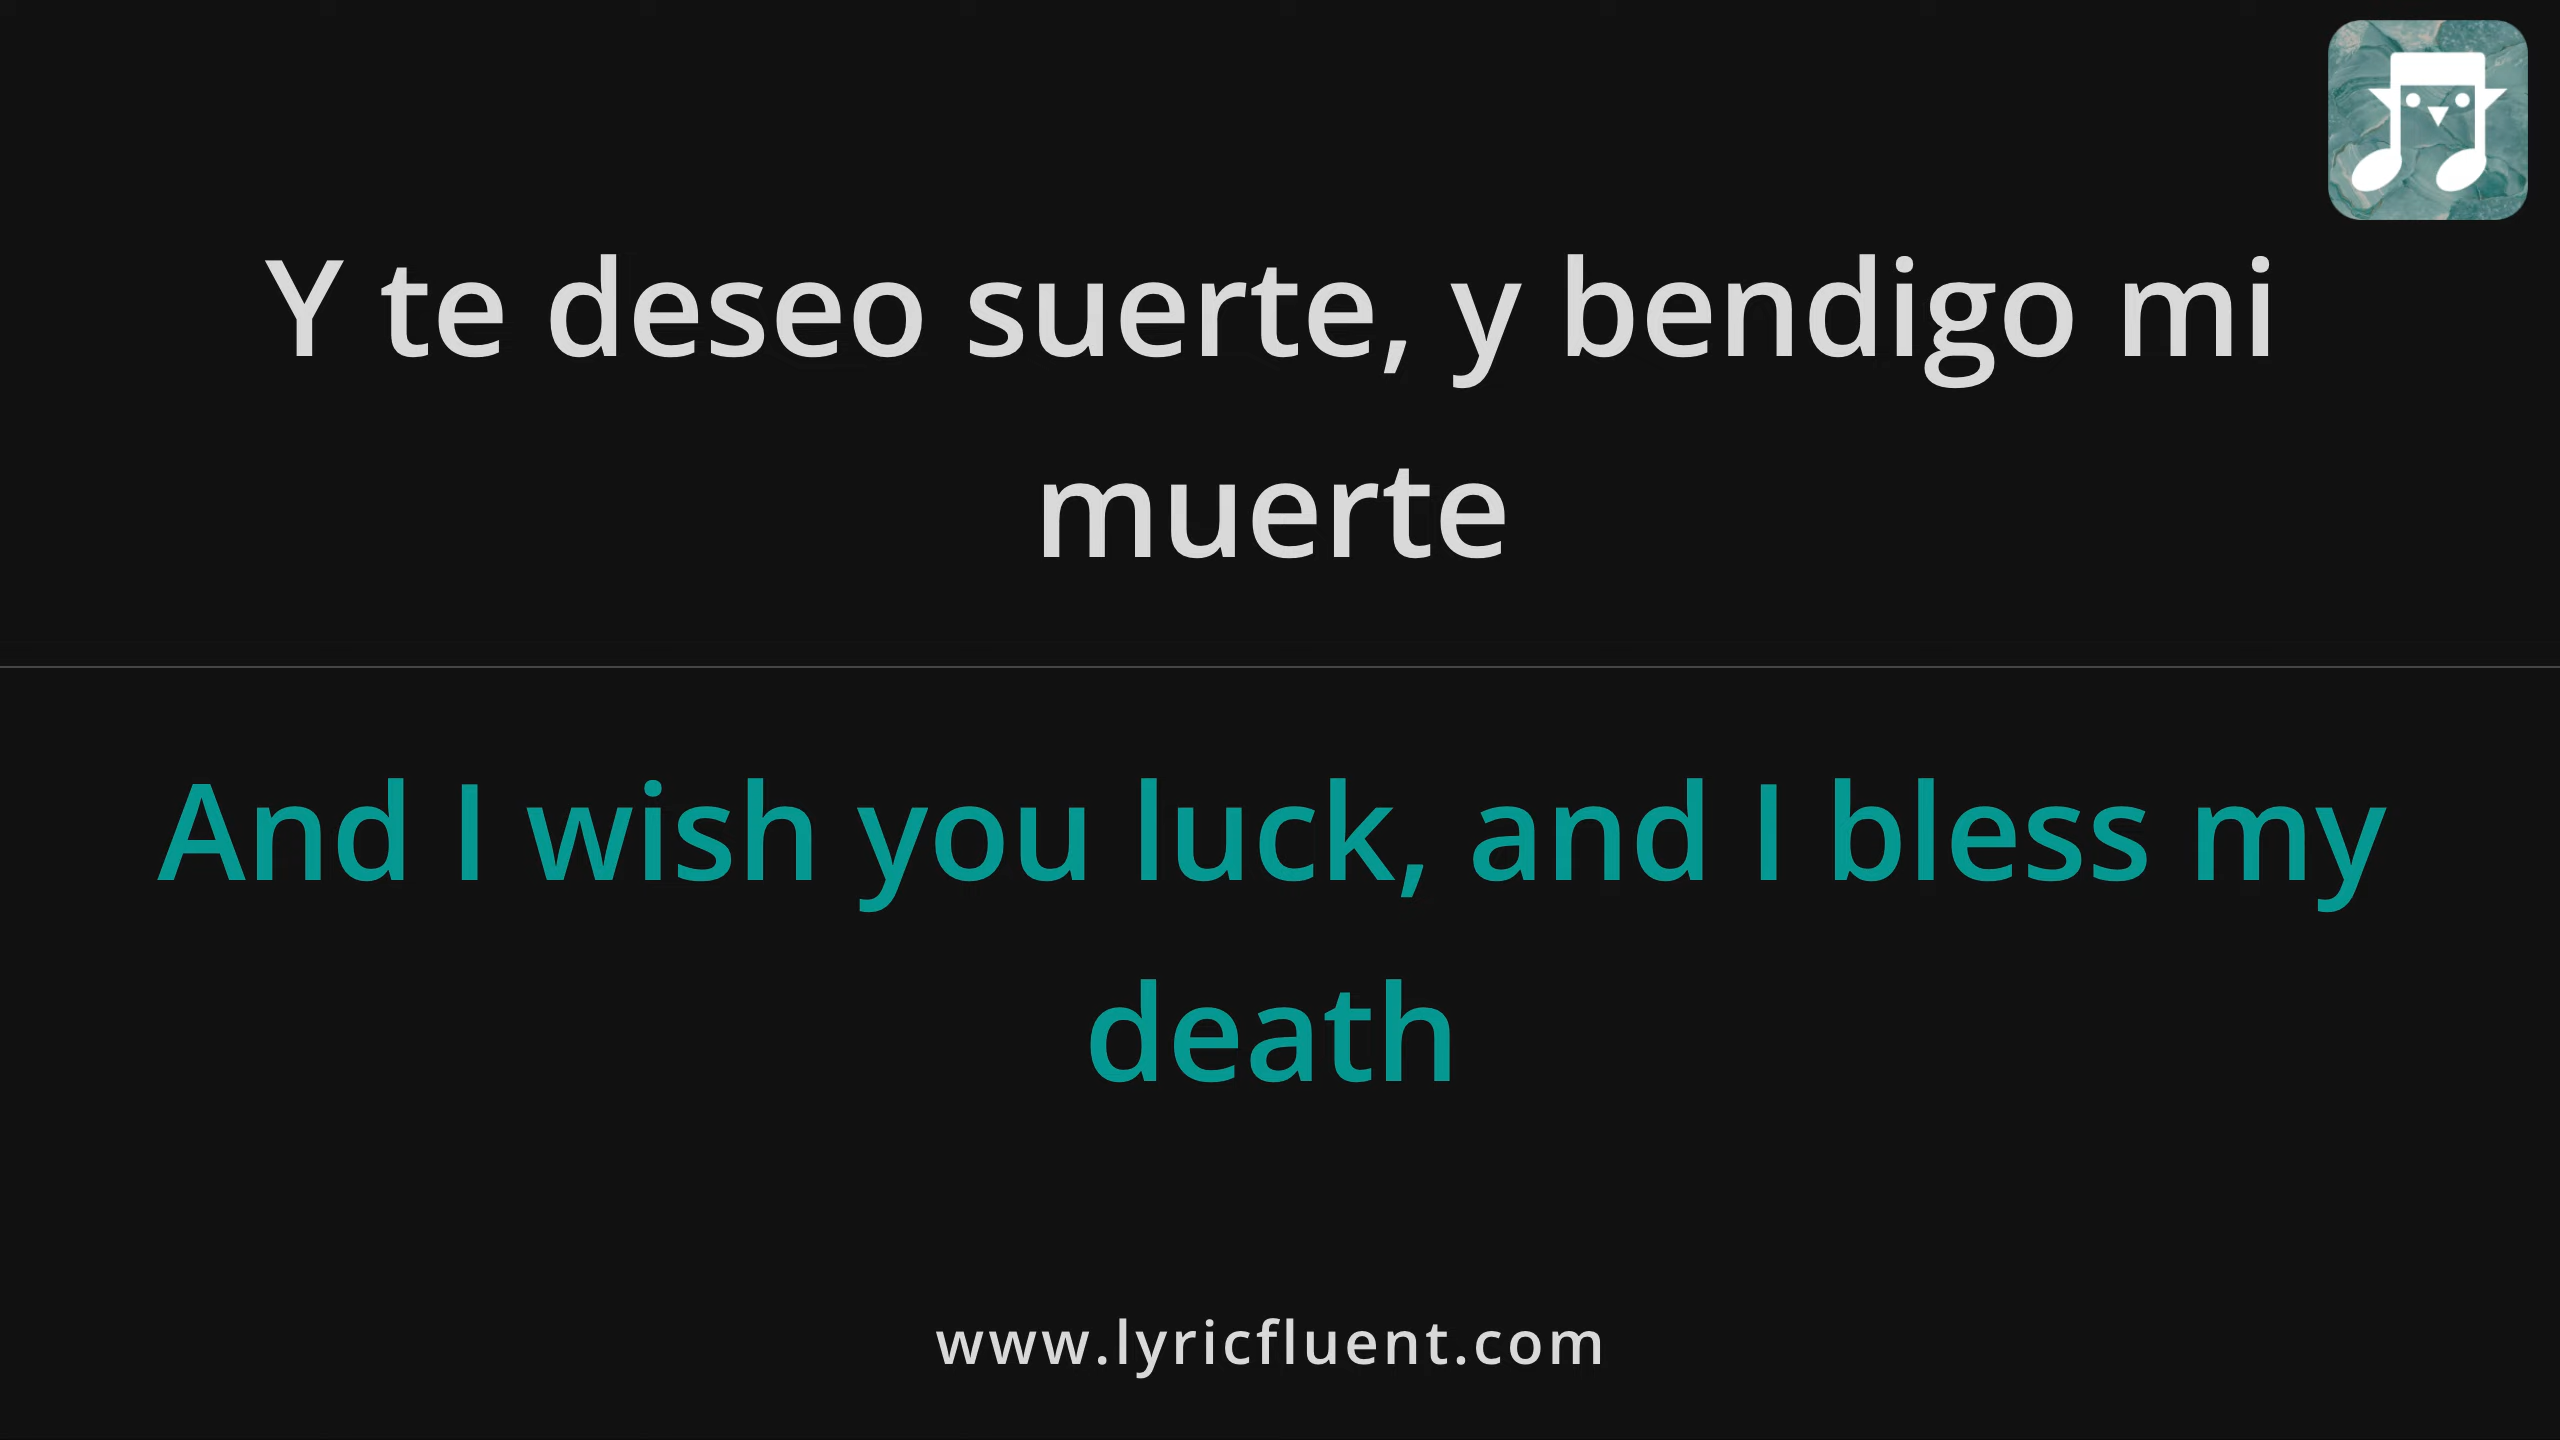 Y te deseo suerte, y bendigo mi
muerte
And I wish you luck, and I bless my
death
www.lyricfluent.com